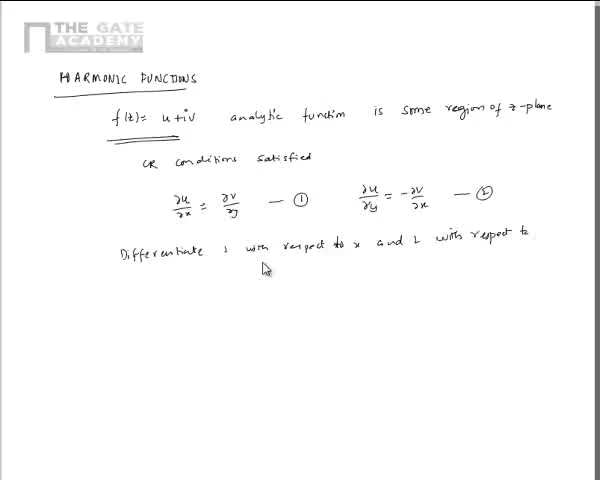 THE GATE
ACADEMY
HARMONIC FUNCTIONS
f(z)= u+iv analytic function is some region of z-plane
CR conditions satisfied
∂u/∂x = ∂v/∂y — ① ∂u/∂y = -∂v/∂x — ②
Differentiate 1 with respect to x and 2 with respect to